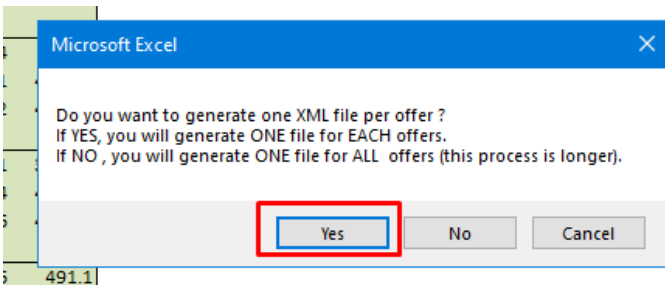 Microsoft Excel
Do you want to generate one XML file per offer ?
If YES, you will generate ONE file for EACH offers.
If NO , you will generate ONE file for ALL  offers (this process is longer).
Yes
No
Cancel
491.1